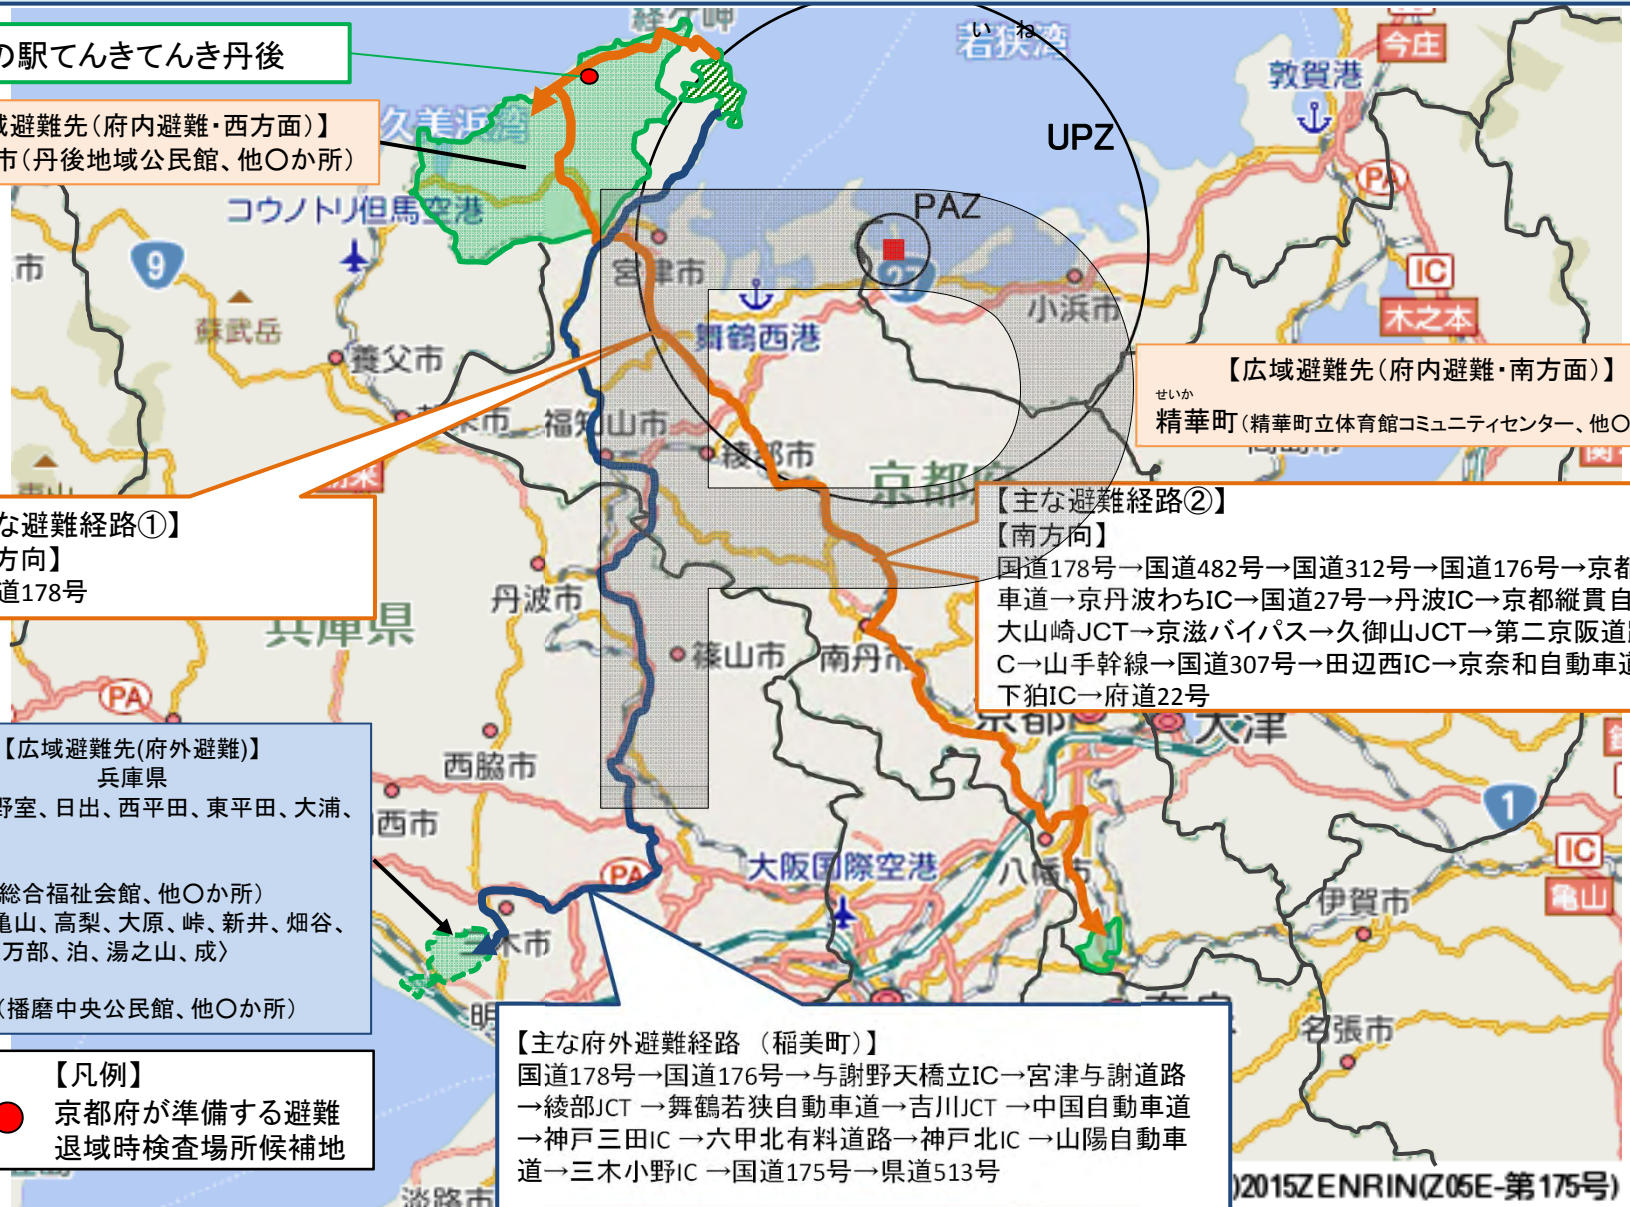 の駅てんきてんき丹後
域避難先（府内避難・西方面）】
市（丹後地域公民館、他〇か所）
経ケ岬
いね
若狭湾
久美浜湾
今庄
敦賀港
UPZ
PA
PAZ
コウノトリ但馬空港
市
9
宮津市
27
小浜市
IC
木之本
蘇武岳
舞鶴西港
養父市
【広域避難先（府内避難・南方面）】
せいか
精華町（精華町立体育館コミュニティセンター、他〇
福知山市
綾部市
京都府
な避難経路①】
方向】
道178号
【主な避難経路②】
【南方向】
国道178号→国道482号→国道312号→国道176号→京都
車道→京丹波わちIC→国道27号→丹波IC→京都縦貫自
大山崎JCT→京滋バイパス→久御山JCT→第二京阪道
C→山手幹線→国道307号→田辺西IC→京奈和自動車道
下狛IC→府道22号
丹波市
兵庫県
篠山市
南丹市
PA
京都
大津
【広域避難先(府外避難)】
兵庫県
野室、日出、西平田、東平田、大浦、
総合福祉会館、他〇か所）
亀山、高梨、大原、峠、新井、畑谷、
万部、泊、湯之山、成〉
（播磨中央公民館、他〇か所）
西脇市
西市
1
PA
大阪国際空港
八幡市
IC
亀山
伊賀市
木市
明
名張市
【主な府外避難経路 （稲美町）】
国道178号→国道176号→与謝野天橋立IC→宮津与謝道路
→綾部JCT →舞鶴若狭自動車道→吉川JCT →中国自動車道
→神戸三田IC →六甲北有料道路→神戸北IC →山陽自動車
道→三木小野IC →国道175号→県道513号
【凡例】
京都府が準備する避難
退域時検査場所候補地
淡路市
)2015ZENRIN(Z05E-第175号)